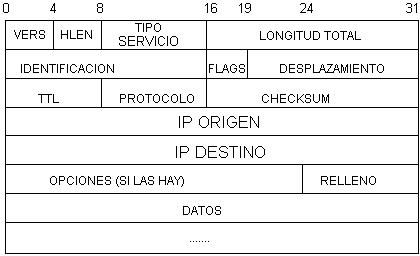 0 4 8 16 19 24 31
VERS HLEN TIPO SERVICIO LONGITUD TOTAL
IDENTIFICACION FLAGS DESPLAZAMIENTO
TTL PROTOCOLO CHECKSUM
IP ORIGEN
IP DESTINO
OPCIONES (SI LAS HAY) RELLENO
DATOS
.......